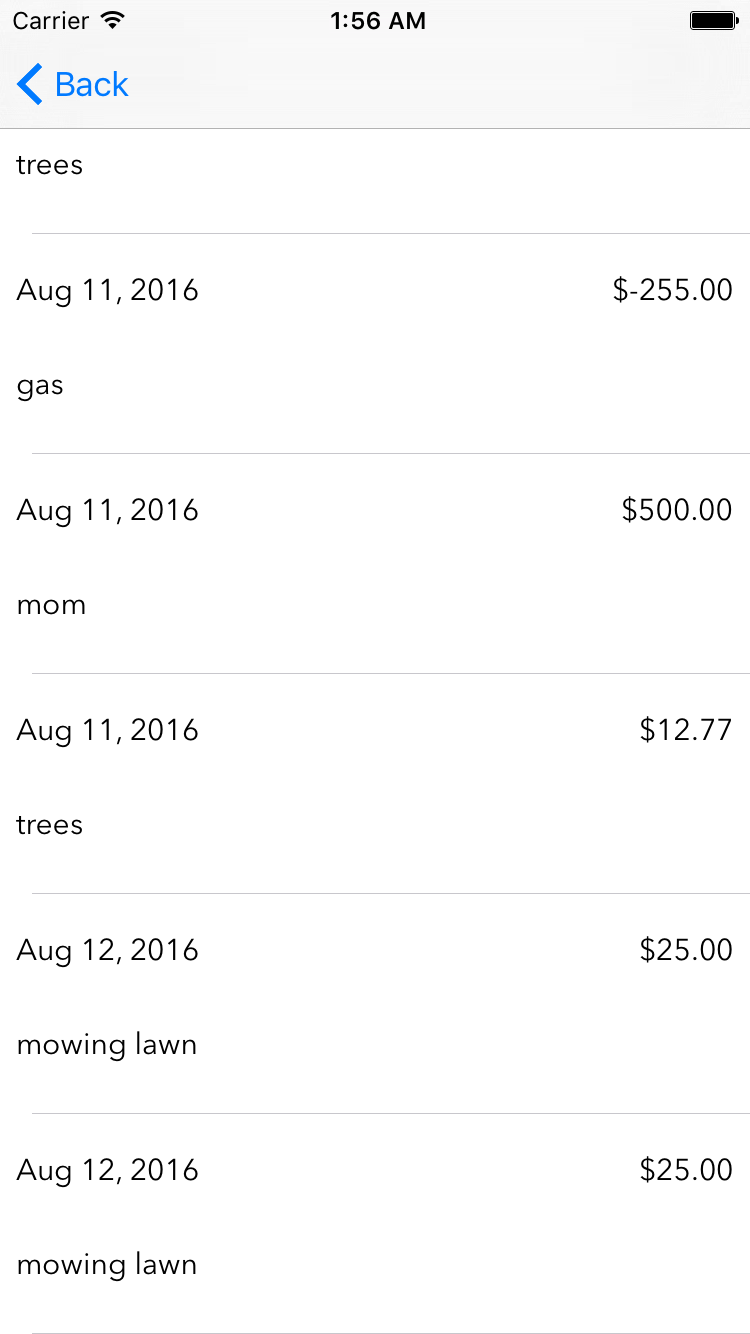 Carrier 1:56 AM
Back
trees
Aug 11, 2016 $-255.00
gas
Aug 11, 2016 $500.00
mom
Aug 11, 2016 $12.77
trees
Aug 12, 2016 $25.00
mowing lawn
Aug 12, 2016 $25.00
mowing lawn